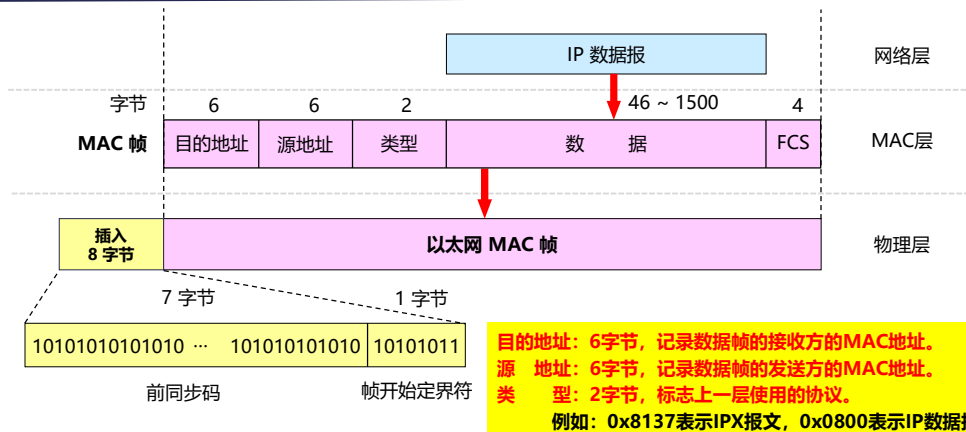 IP 数据报
网络层
字节 6 6 2 46 ~ 1500 4
MAC 帧 目的地址 源地址 类型 数 据 FCS MAC层
插入
8 字节
以太网 MAC 帧
物理层
7 字节 1 字节
10101010101010 ··· 101010101010 10101011
前同步码 帧开始定界符
目的地址：6字节，记录数据帧的接收方的MAC地址。
源 地址：6字节，记录数据帧的发送方的MAC地址。
类 型：2字节，标志上一层使用的协议。
例如：0x8137表示IPX报文，0x0800表示IP数据